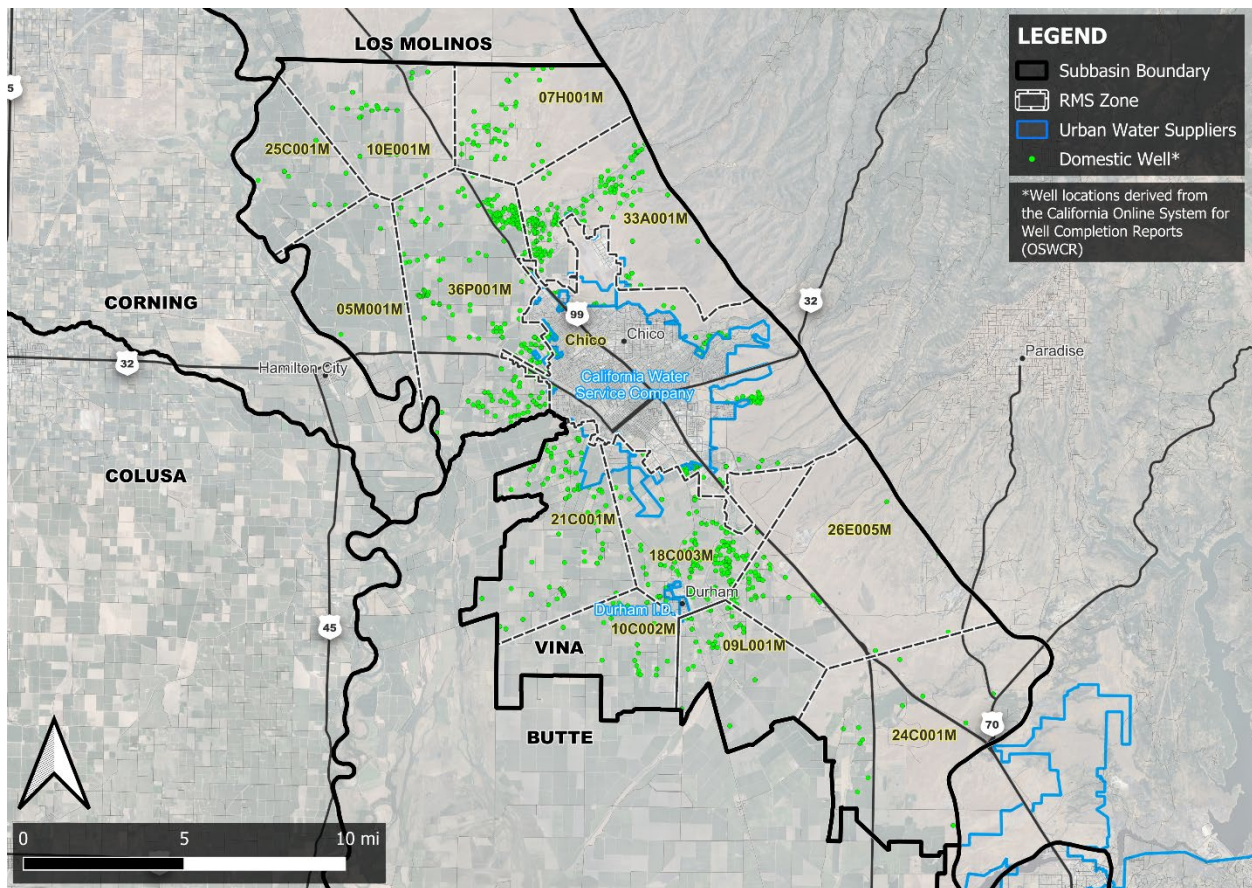 LOS MOLINOS
07H001M
5
25C001M
10E001M
33A001M
CORNING
36P001M
05M001M
99
Chico
Chico
32
32
Hamilton City
California Water
Service Company
Paradise
COLUSA
21C001M
26E005M
18C003M
Durham
Durham I.D.
45
10C002M
VINA
09L001M
BUTTE
70
24C001M
LEGEND
Subbasin Boundary
RMS Zone
Urban Water Suppliers
Domestic Well*
*Well locations derived from
the California Online System for
Well Completion Reports
(OSWCR)
0 5 10 mi